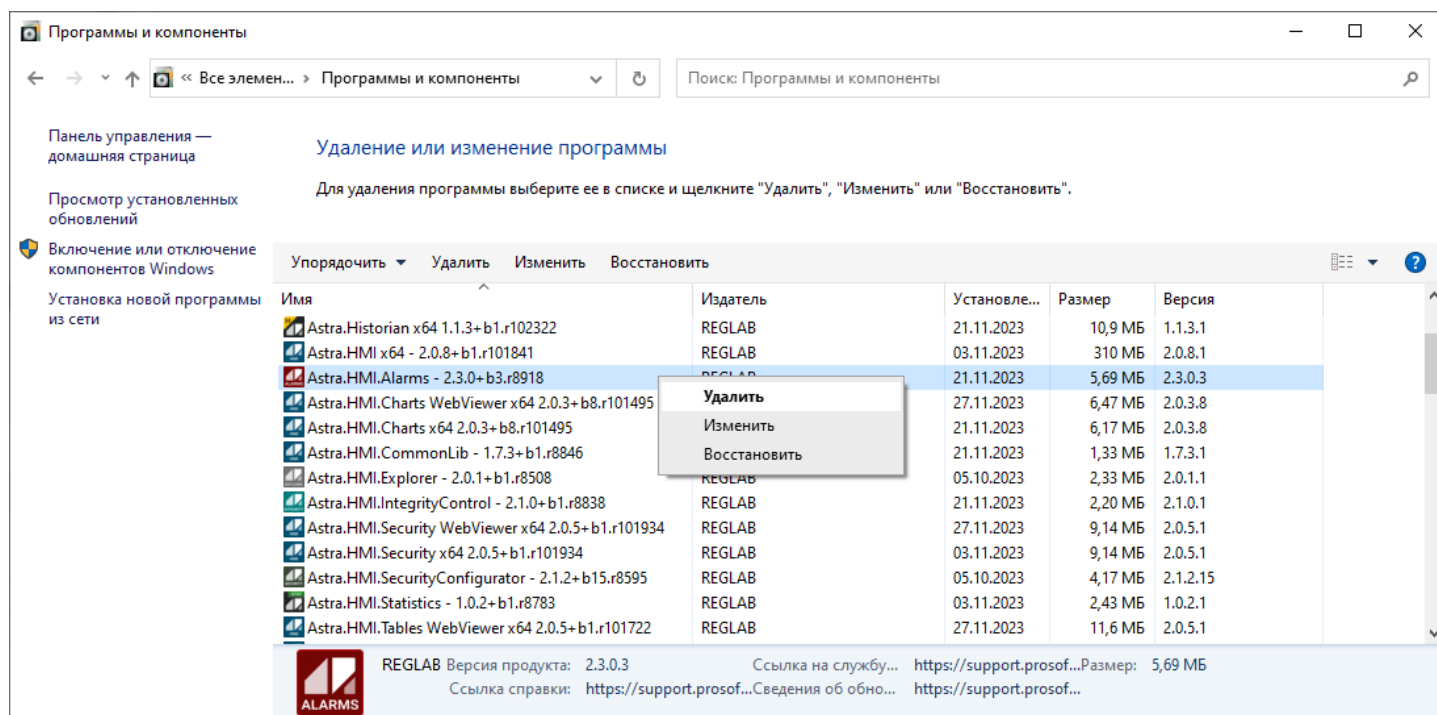 Программы и компоненты
« Все элемен... › Программы и компоненты
Поиск: Программы и компоненты
Панель управления —
домашняя страница
Просмотр установленных
обновлений
Включение или отключение
компонентов Windows
Установка новой программы
из сети
Удаление или изменение программы
Для удаления программы выберите ее в списке и щелкните "Удалить", "Изменить" или "Восстановить".
Упорядочить Удалить Изменить Восстановить ?
Имя Издатель Установле... Размер Версия
Astra.Historian x64 1.1.3+b1.r102322 REGLAB 21.11.2023 10,9 МБ 1.1.3.1
Astra.HMI x64 - 2.0.8+b1.r101841 REGLAB 03.11.2023 310 МБ 2.0.8.1
Astra.HMI.Alarms - 2.3.0+b3.r8918 REGLAB 21.11.2023 5,69 МБ 2.3.0.3
Astra.HMI.Charts WebViewer x64 2.0.3+b8.r101495 27.11.2023 6,47 МБ 2.0.3.8
Astra.HMI.Charts x64 2.0.3+b8.r101495 21.11.2023 6,17 МБ 2.0.3.8
Astra.HMI.CommonLib - 1.7.3+b1.r8846 21.11.2023 1,33 МБ 1.7.3.1
Astra.HMI.Explorer - 2.0.1+b1.r8508 REGLAB 05.10.2023 2,33 МБ 2.0.1.1
Astra.HMI.IntegrityControl - 2.1.0+b1.r8838 REGLAB 21.11.2023 2,20 МБ 2.1.0.1
Astra.HMI.Security WebViewer x64 2.0.5+b1.r101934 REGLAB 27.11.2023 9,14 МБ 2.0.5.1
Astra.HMI.Security x64 2.0.5+b1.r101934 REGLAB 03.11.2023 9,14 МБ 2.0.5.1
Astra.HMI.SecurityConfigurator - 2.1.2+b15.r8595 REGLAB 05.10.2023 4,17 МБ 2.1.2.15
Astra.HMI.Statistics - 1.0.2+b1.r8783 REGLAB 03.11.2023 2,43 МБ 1.0.2.1
Astra.HMI.Tables WebViewer x64 2.0.5+b1.r101722 REGLAB 27.11.2023 11,6 МБ 2.0.5.1
Удалить
Изменить
Восстановить
REGLAB Версия продукта: 2.3.0.3 Ссылка на службу... https://support.prosof... Размер: 5,69 МБ
Ссылка справки: https://support.prosof... Сведения об обно... https://support.prosof...
ALARMS